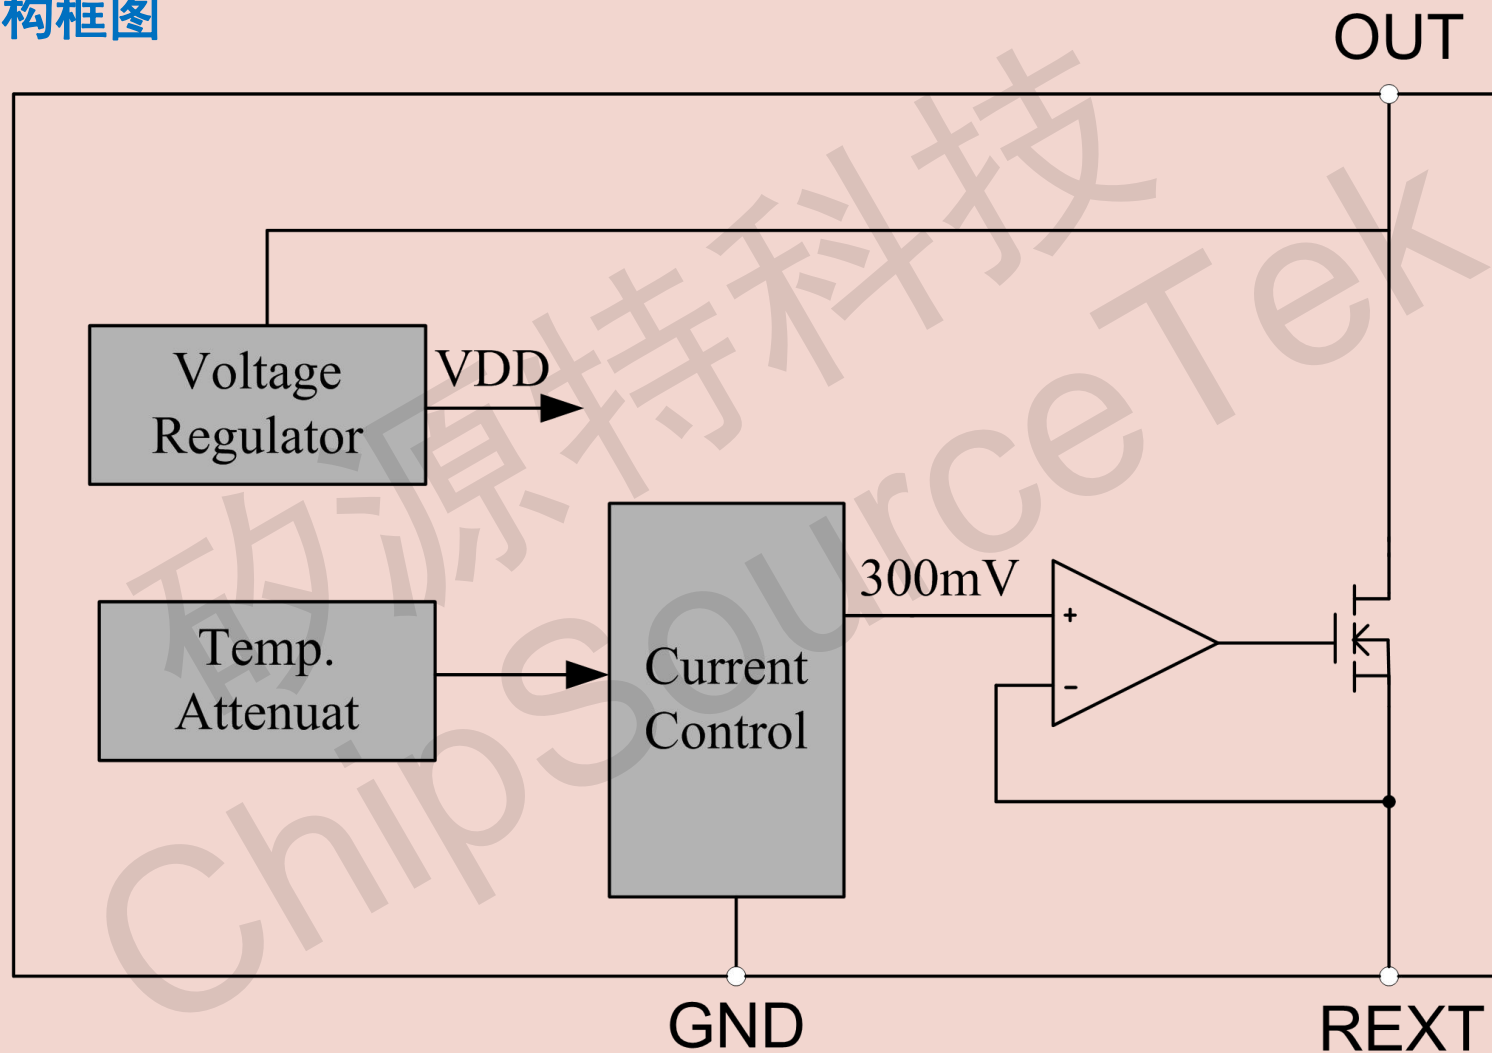 构框图
OUT
Voltage
Regulator
VDD
300mV
Temp.
Attenuat
Current
Control
+
-
GND
REXT
矽源特科技
ChipSourceTek